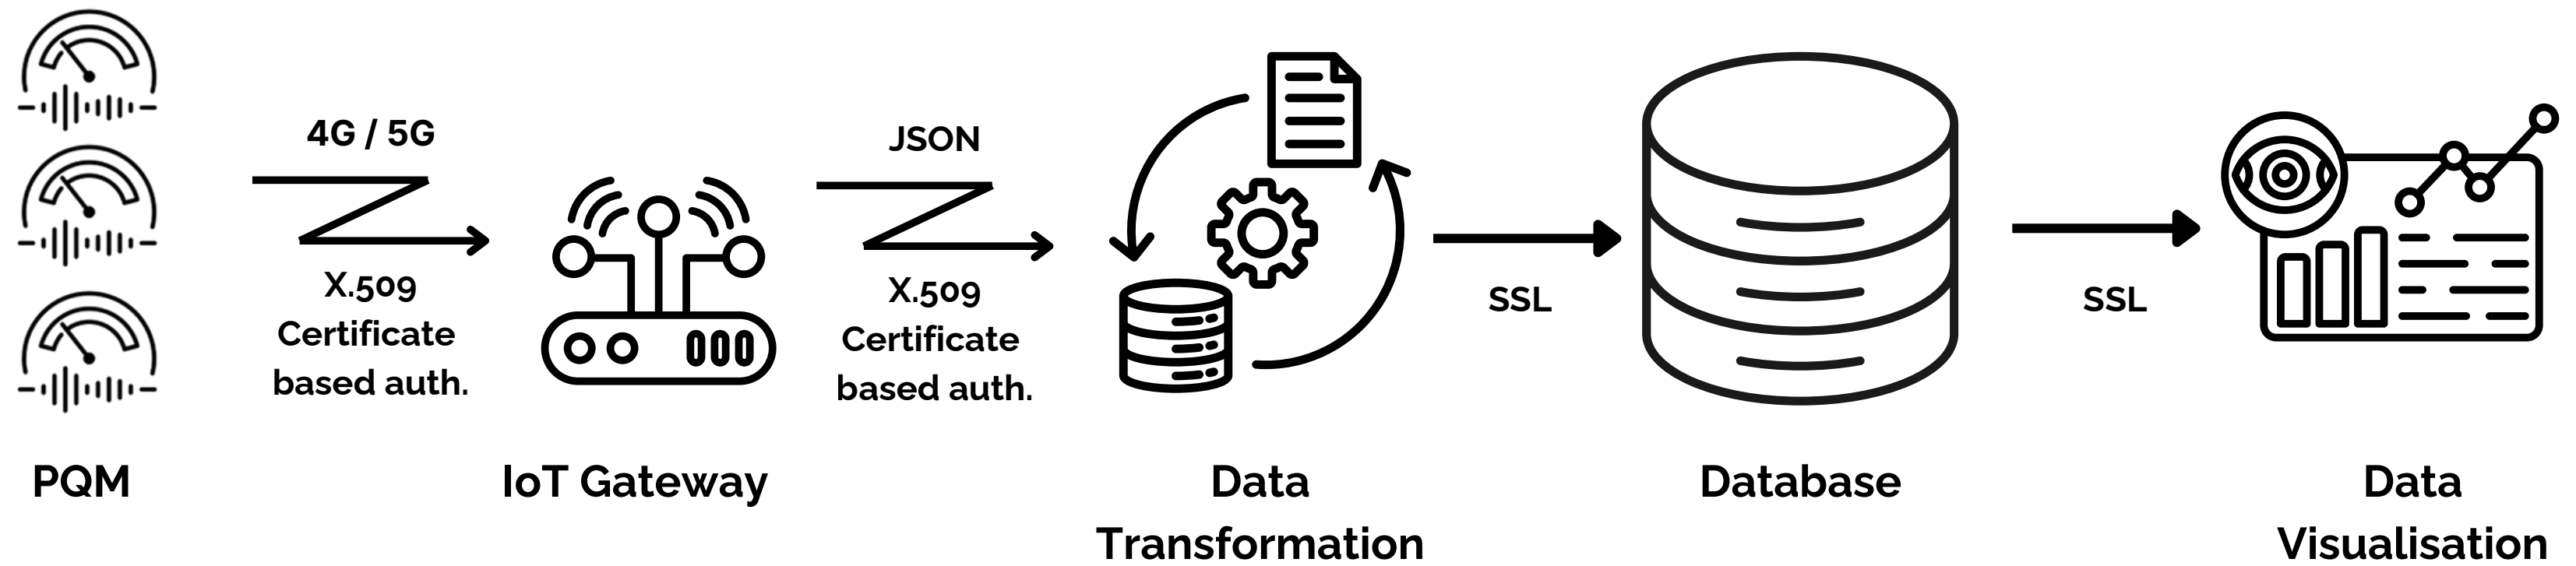 4G / 5G
X.509
Certificate
based auth.
JSON
X.509
Certificate
based auth.
SSL
SSL
PQM
IoT Gateway
Data
Transformation
Database
Data
Visualisation